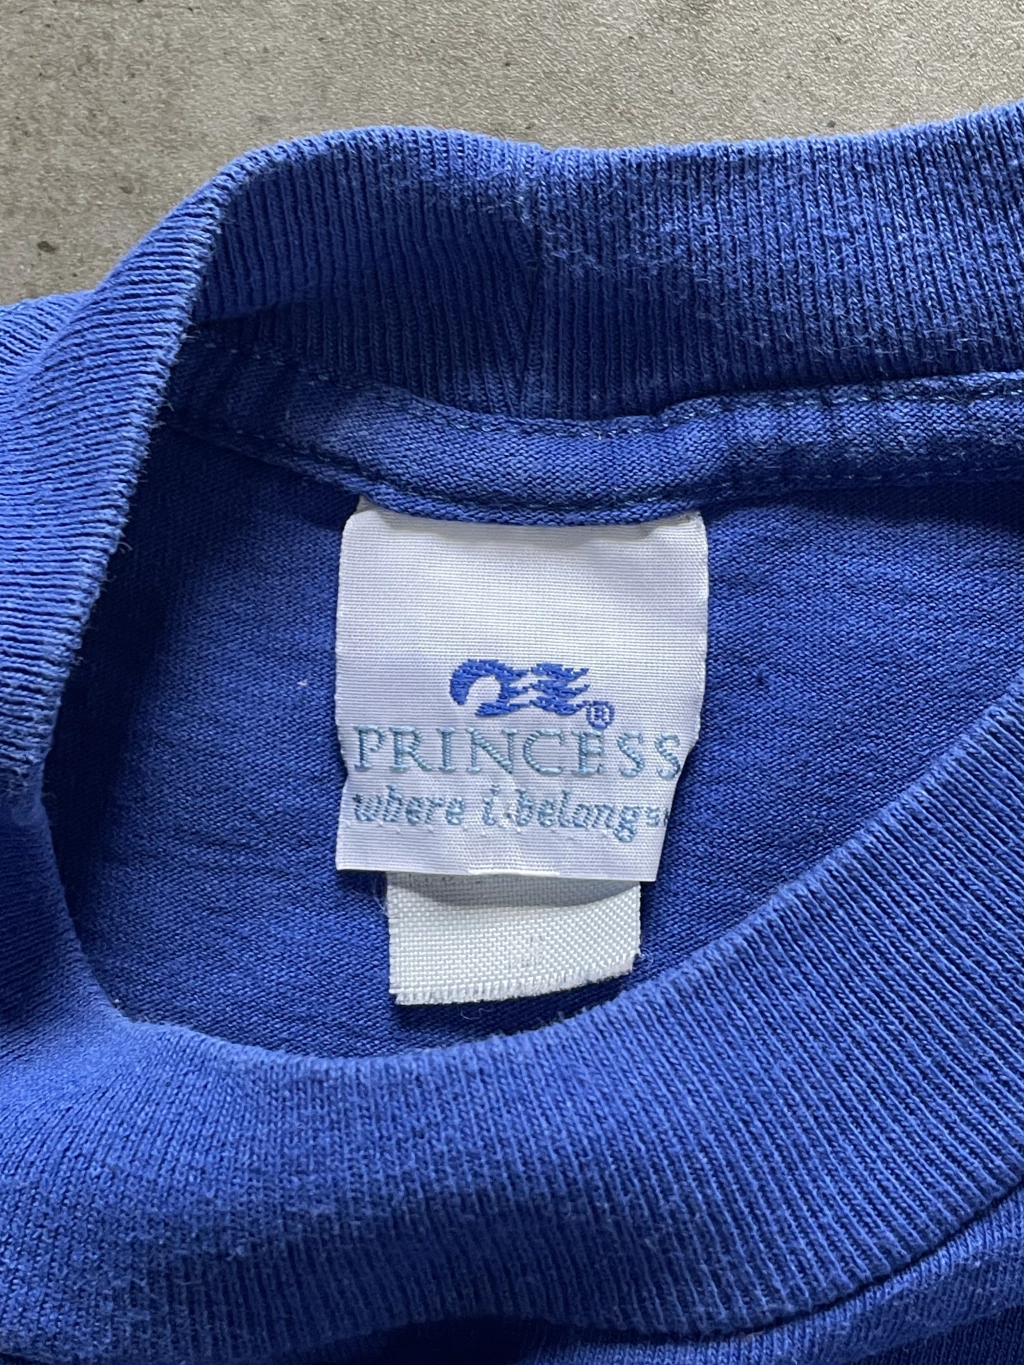 ®
PRINCESS
where i belong